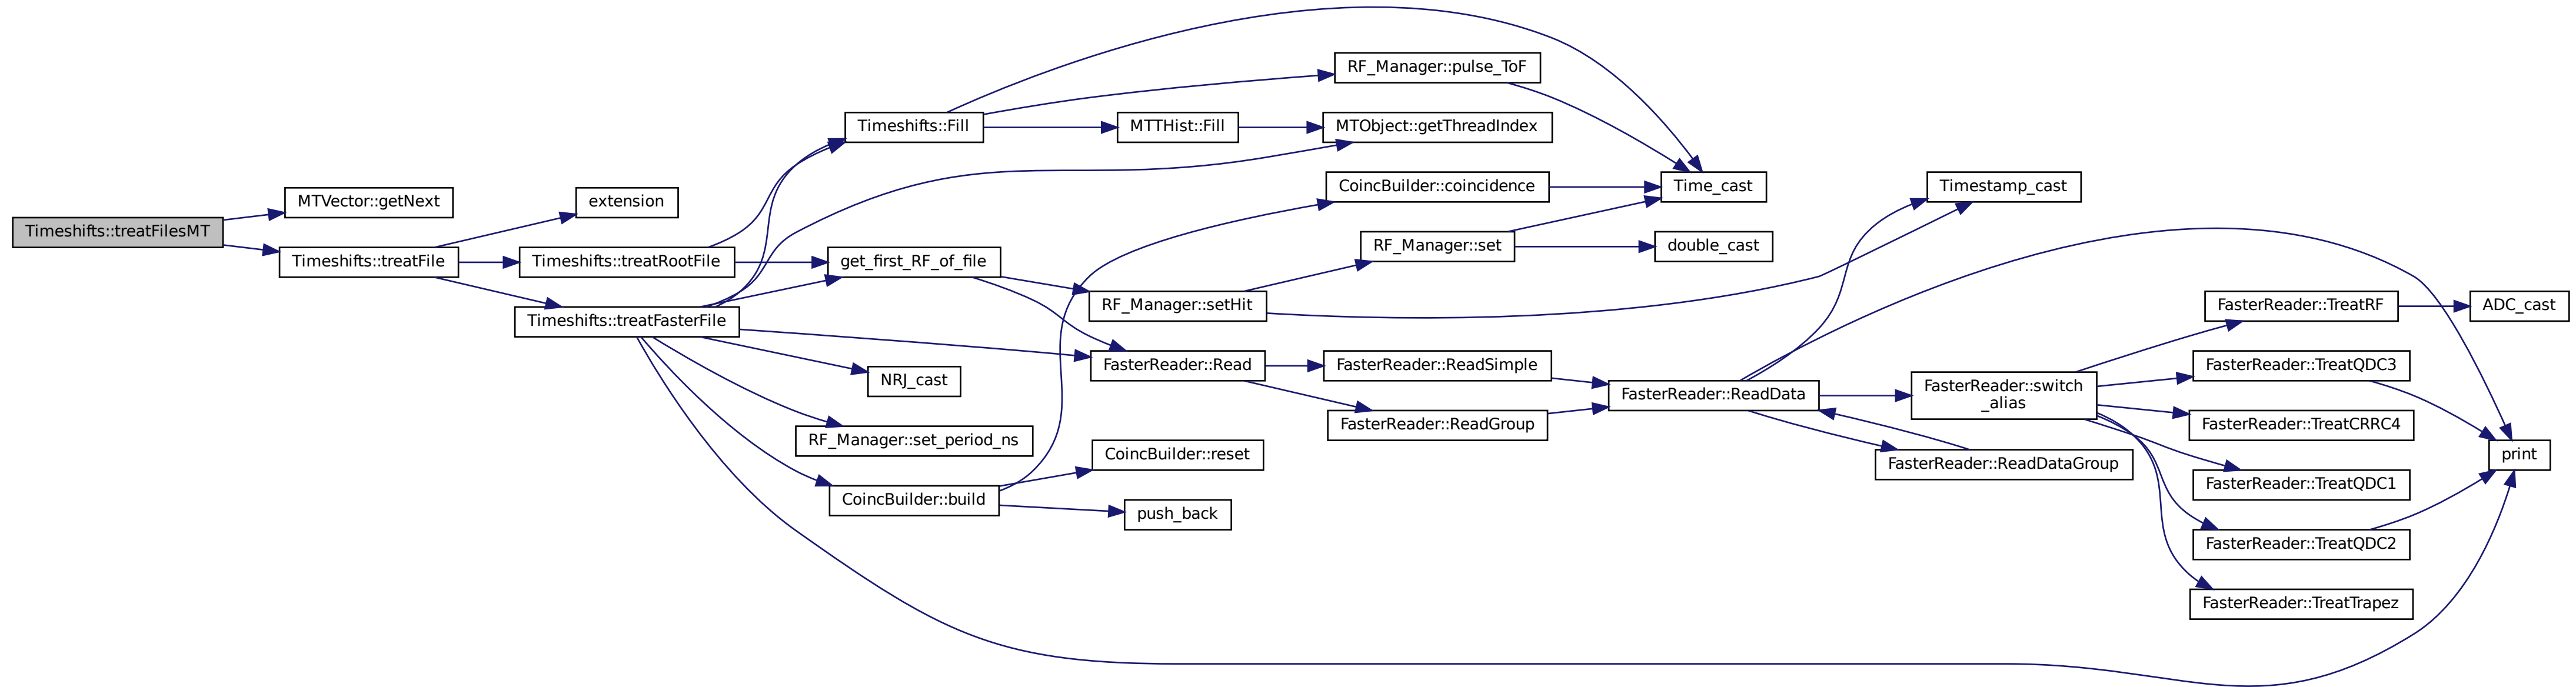 Timeshifts::treatFilesMT
MTVector::getNext
Timeshifts::treatFile
extension
Timeshifts::treatRootFile
Timeshifts::treatFasterFile
Timeshifts::Fill
get_first_RF_of_file
NRJ_cast
RF_Manager::set_period_ns
CoincBuilder::build
RF_Manager::pulse_ToF
MTTHist::Fill
MTObject::getThreadIndex
CoincBuilder::coincidence
RF_Manager::set
RF_Manager::setHit
FasterReader::Read
FasterReader::ReadSimple
FasterReader::ReadGroup
CoincBuilder::reset
push_back
Time_cast
double_cast
FasterReader::ReadData
Timestamp_cast
FasterReader::switch
_alias
FasterReader::ReadDataGroup
FasterReader::TreatRF
FasterReader::TreatQDC3
FasterReader::TreatCRRC4
FasterReader::TreatQDC1
FasterReader::TreatQDC2
FasterReader::TreatTrapez
ADC_cast
print